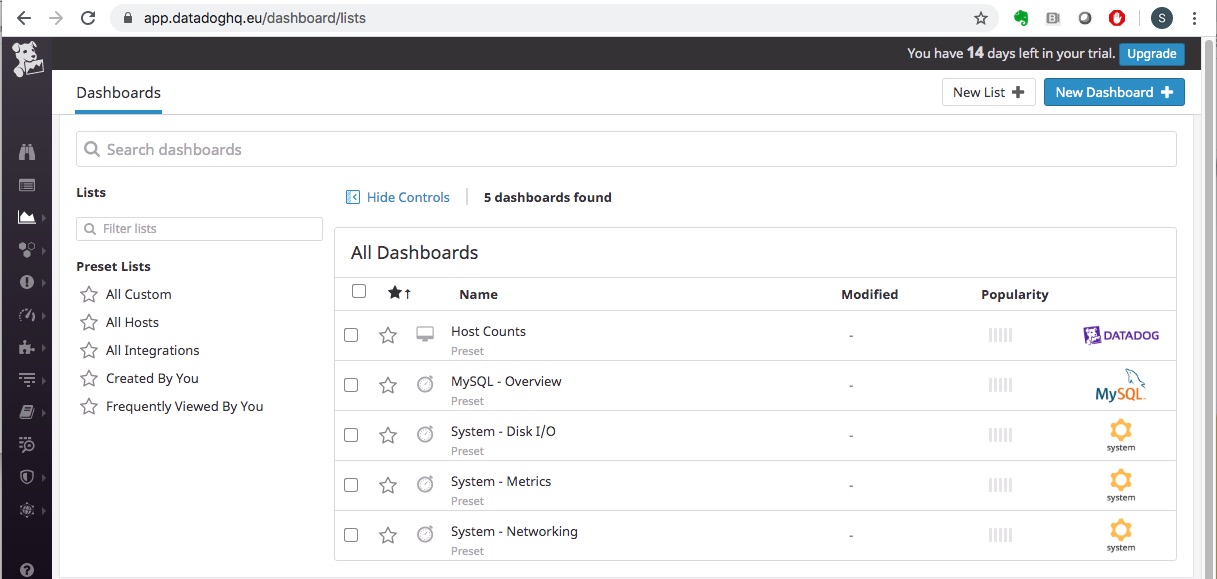 app.datadoghq.eu/dashboard/lists
S
You have 14 days left in your trial. Upgrade
Dashboards
New List
New Dashboard
Search dashboards
Lists
Hide Controls
5 dashboards found
Filter lists
All Dashboards
Preset Lists
Name Modified Popularity
All Custom
All Hosts
All Integrations
Created By You
Frequently Viewed By You
Host Counts - DATADOG
Preset
MySQL - Overview - MySQL
Preset
System - Disk I/O - system
Preset
System - Metrics - system
Preset
System - Networking - system
Preset